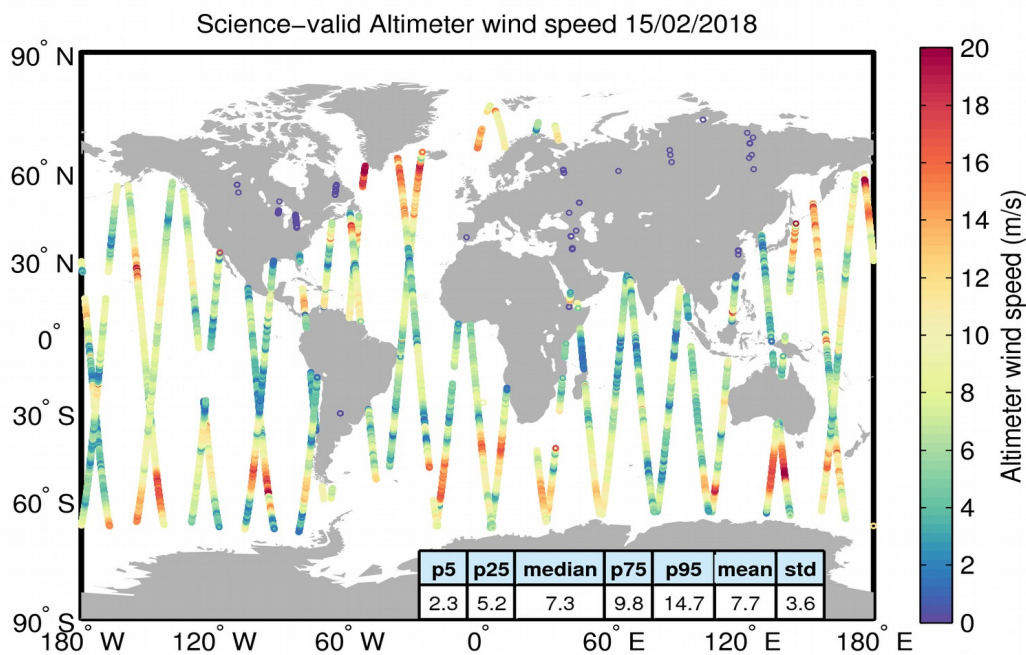 Science−valid Altimeter wind speed 15/02/2018
90° N
60° N
30° N
0°
30° S
60° S
90° S
180° W
120° W
60° W
0°
60° E
120° E
180° E
p5 p25 median p75 p95 mean std
2.3 5.2 7.3 9.8 14.7 7.7 3.6
20
18
16
14
12
10
8
6
4
2
0
Altimeter wind speed (m/s)